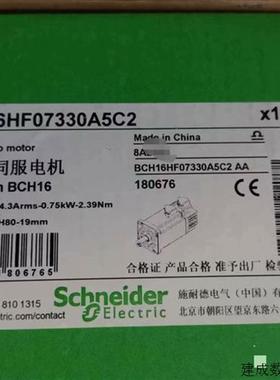 6HF07330A5C2
x1
o motor
Made in China
伺服电机
8A
n BCH16
BCH16HF07330A5C2 AA
180676
4.3Arms-0.75kW-2.39Nm
H80-19mm
806765
合格证 产品合格 准予出厂 检
810 1315
ctric.com/contact
Schneider
Electric
施耐德电气（中国）有
北京市朝阳区望京东路六
建成数